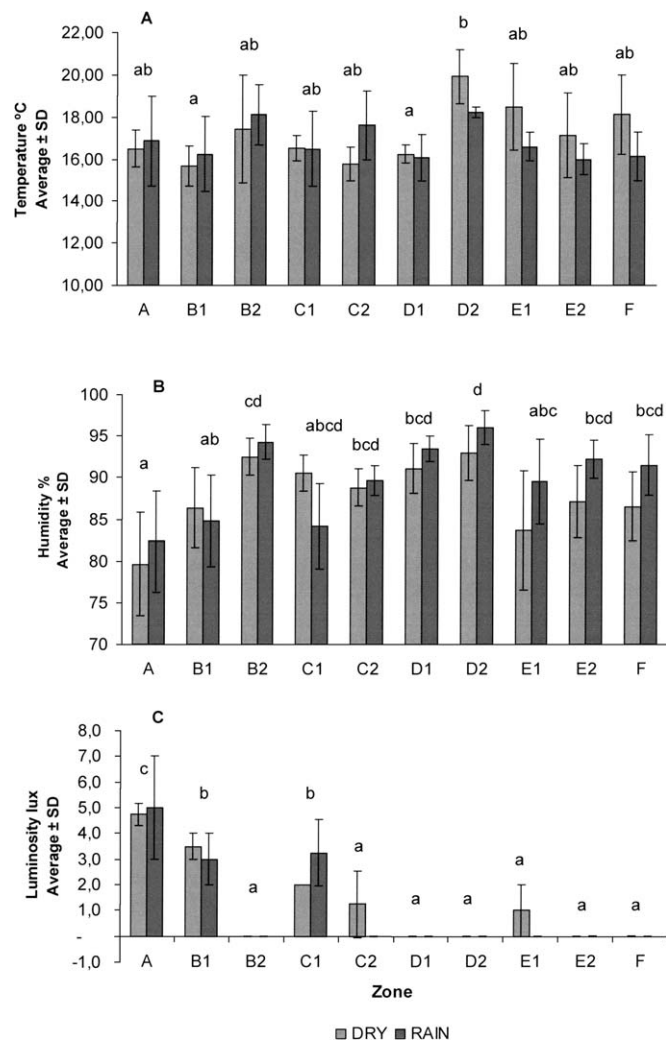 A
Temperature ºC
Average ± SD
22,00
20,00
18,00
16,00
14,00
12,00
10,00
ab a ab ab ab a b ab ab ab
A B1 B2 C1 C2 D1 D2 E1 E2 F
B
Humidity %
Average ± SD
100
95
90
85
80
75
70
a ab cd abcd bcd bcd d abc bcd bcd
A B1 B2 C1 C2 D1 D2 E1 E2 F
C
Luminosity lux
Average ± SD
8,0
7,0
6,0
5,0
4,0
3,0
2,0
1,0
-
-1,0
c b a b a a a a a a
A B1 B2 C1 C2 D1 D2 E1 E2 F
Zone
DRY RAIN